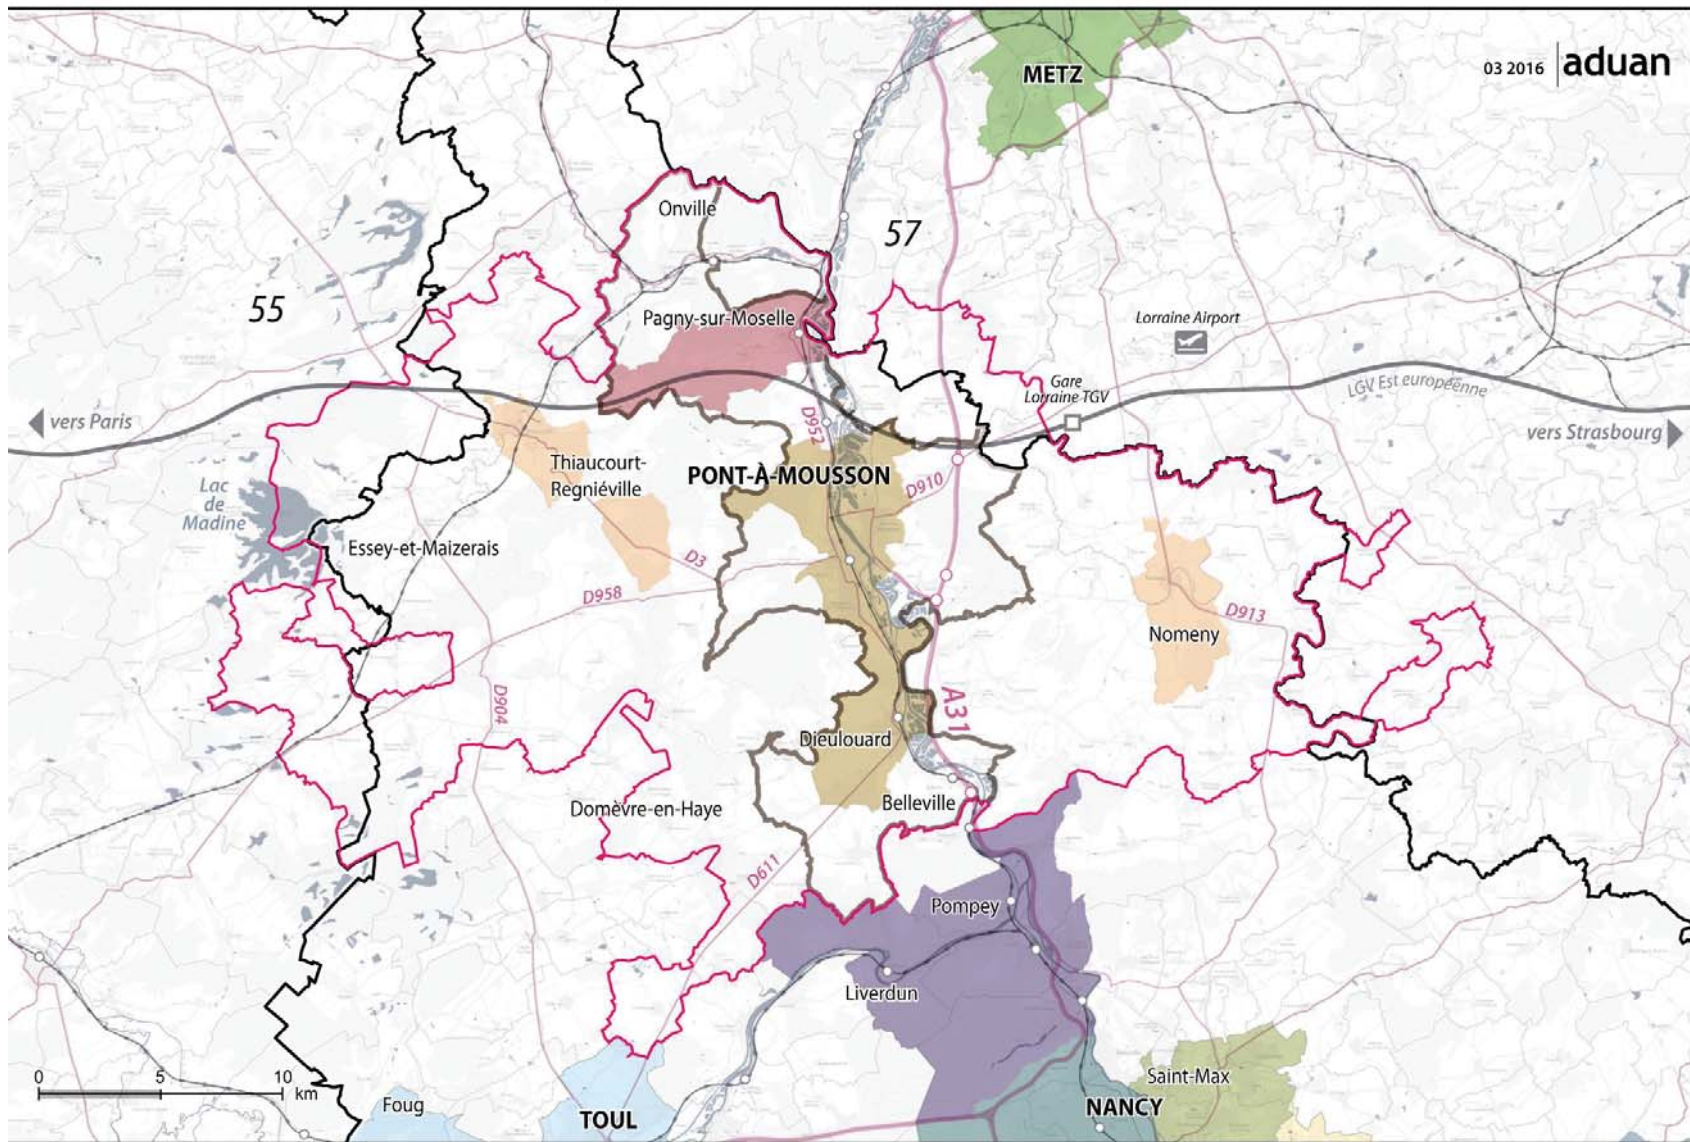 METZ
03 2016 | aduan
Onville
57
55
Pagny-sur-Moselle
Lorraine Airport
Gare
Lorraine TGV
LGV Est européenne
vers Paris
vers Strasbourg
D952
Thiaucourt-
Regniéville
PONT-À-MOUSSON
D910
Lac
de
Madine
Essey-et-Maizerais
D3
D958
D913
Nomeny
D904
A31
Dieulouard
Belleville
Domèvre-en-Haye
D611
Pompey
Liverdun
0 5 10
km
Foug
TOUL
Saint-Max
NANCY